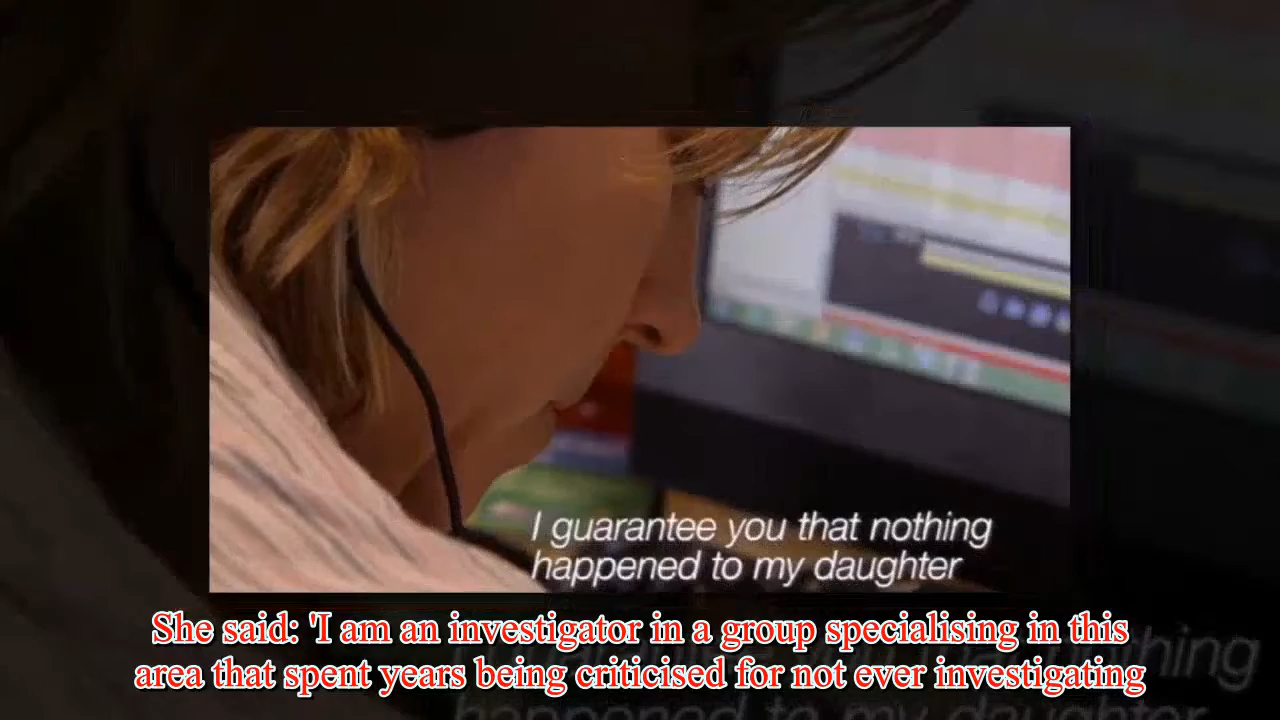 I guarantee you that nothing
happened to my daughter
She said: 'I am an investigator in a group specialising in this
area that spent years being criticised for not ever investigating